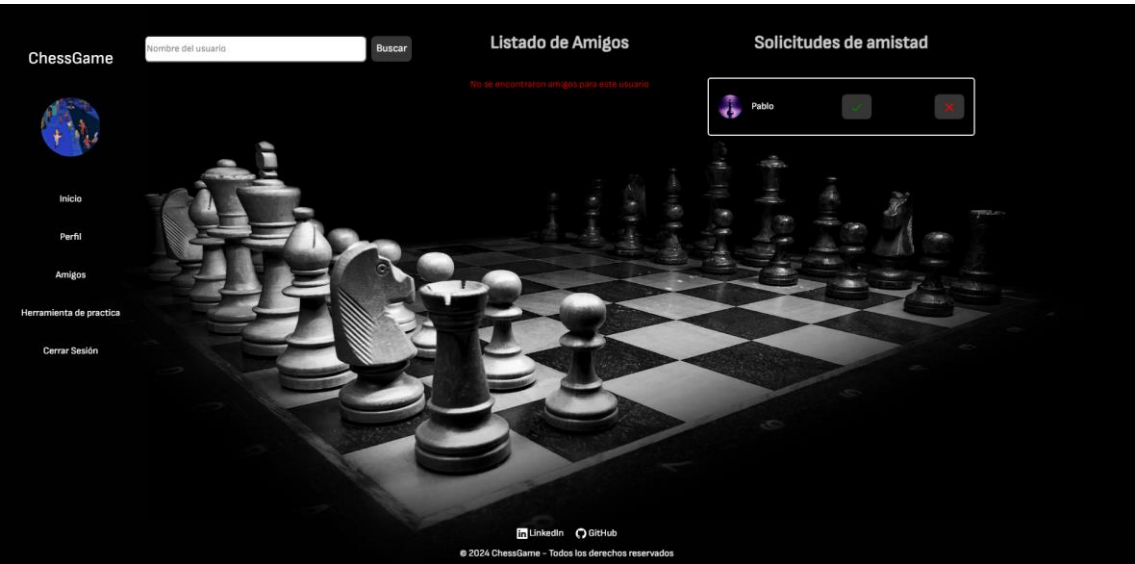 ChessGame
Inicio
Perfil
Amigos
Herramienta de practica
Cerrar Sesión
Nombre del usuario
Buscar
Listado de Amigos
No se encontraron amigos para este usuario
Solicitudes de amistad
Pablo
LinkedIn GitHub
© 2024 ChessGame - Todos los derechos reservados